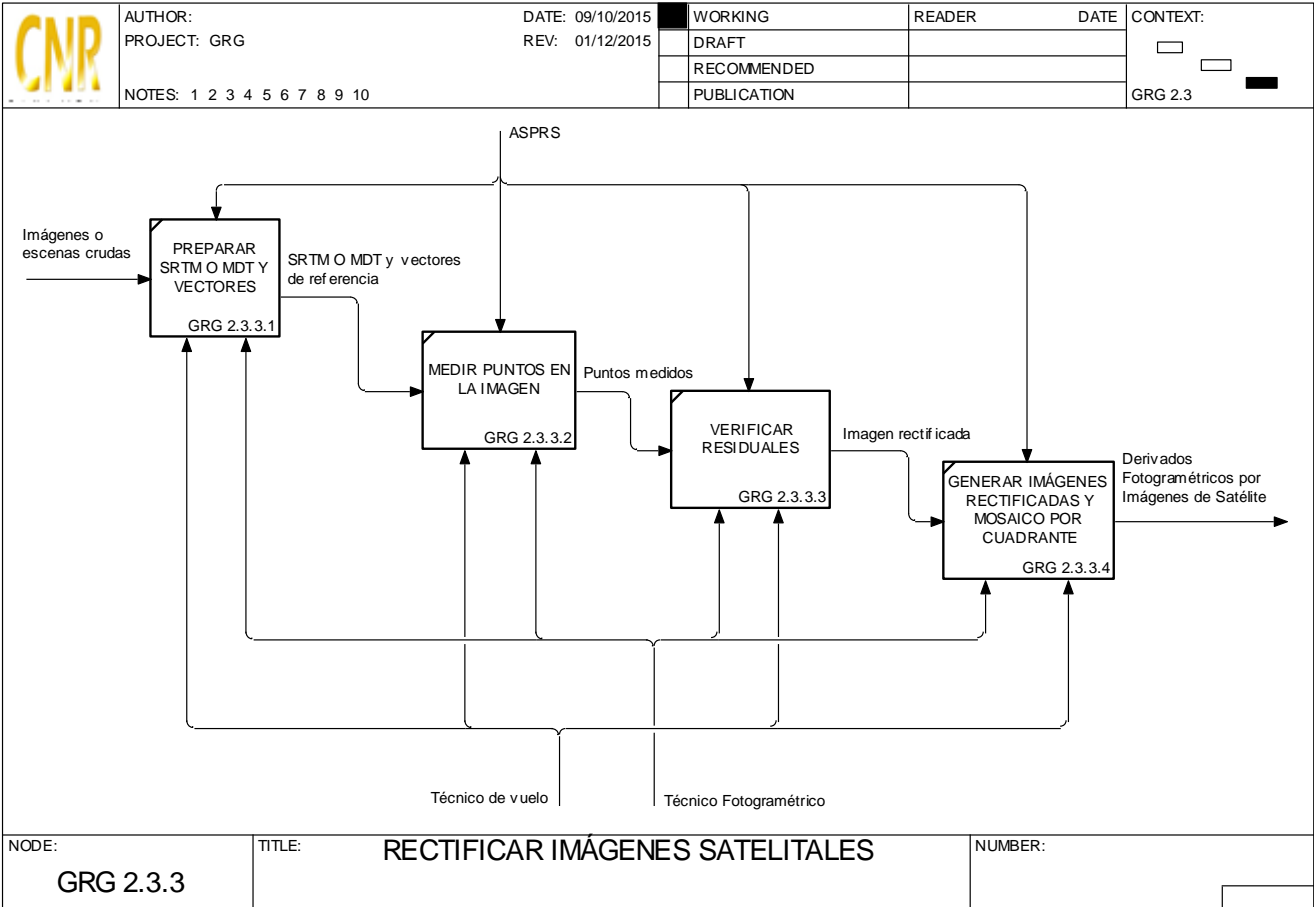 CNR
AUTHOR:
DATE: 09/10/2015
PROJECT: GRG
REV: 01/12/2015
NOTES: 1 2 3 4 5 6 7 8 9 10
WORKING
DRAFT
RECOMMENDED
PUBLICATION
READER DATE
CONTEXT:
GRG 2.3
ASPRS
Imágenes o
escenas crudas
PREPARAR
SRTM O MDT Y
VECTORES
GRG 2.3.3.1
SRTM O MDT y vectores
de referencia
MEDIR PUNTOS EN
LA IMAGEN
GRG 2.3.3.2
Puntos medidos
VERIFICAR
RESIDUALES
GRG 2.3.3.3
Imagen rectificada
GENERAR IMÁGENES
RECTIFICADAS Y
MOSAICO POR
CUADRANTE
GRG 2.3.3.4
Derivados
Fotogramétricos por
Imágenes de Satélite
Técnico de vuelo
Técnico Fotogramétrico
NODE:
GRG 2.3.3
TITLE:
RECTIFICAR IMÁGENES SATELITALES
NUMBER: